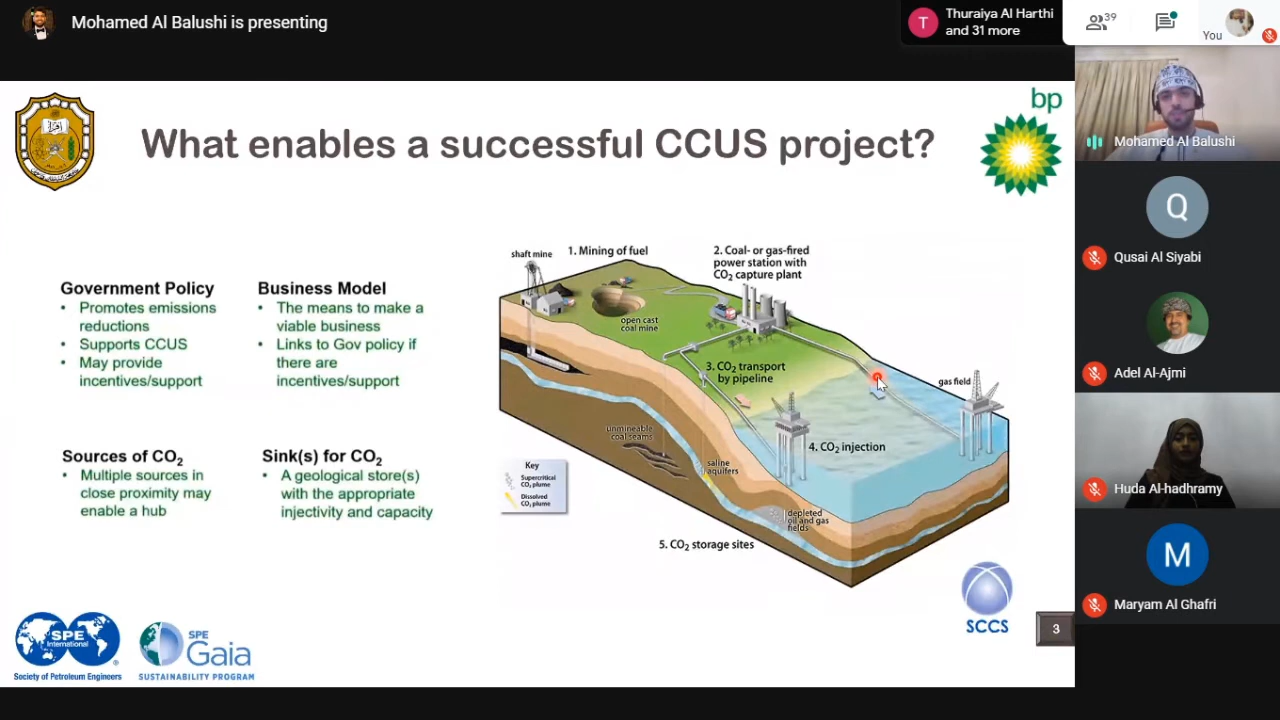 Mohamed Al Balushi is presenting
T
Thuraiya Al Harthi
and 31 more
39
You
bp
What enables a successful CCUS project?
Government Policy
• Promotes emissions
reductions
• Supports CCUS
• May provide
incentives/support
Business Model
• The means to make a
viable business
• Links to Gov policy if
there are
incentives/support
Sources of CO₂
• Multiple sources in
close proximity may
enable a hub
Sink(s) for CO₂
• A geological store(s)
with the appropriate
injectivity and capacity
shaft mine
1. Mining of fuel
2. Coal- or gas-fired
power station with
CO₂ capture plant
open cast
coal mine
3. CO₂ transport
by pipeline
gas field
4. CO₂ injection
unmineable
coal seams
saline
aquifers
Key
Supercritical
CO₂ plume
Dissolved
CO₂ plume
depleted
oil and gas
fields
5. CO₂ storage sites
SCCS
3
SPE
International
®
Society of Petroleum Engineers
SPE
Gaia
SUSTAINABILITY PROGRAM
Mohamed Al Balushi
Q
Qusai Al Siyabi
Adel Al-Ajmi
Huda Al-hadhramy
M
Maryam Al Ghafri